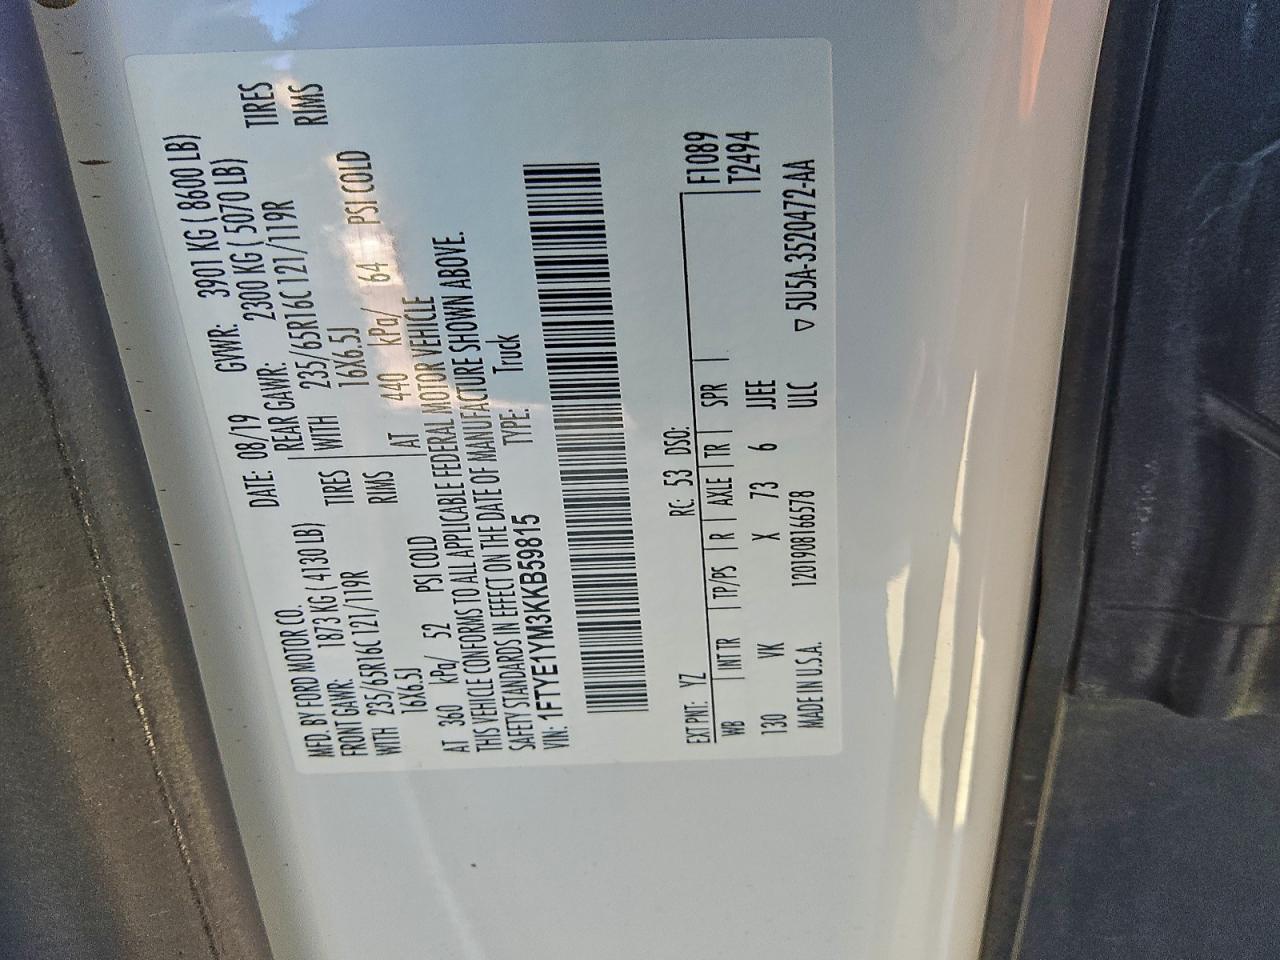 MFD. BY FORD MOTOR CO. DATE: 08/19 GVWR: 3901 KG ( 8600 LB)
FRONT GAWR: 1873 KG ( 4130 LB) REAR GAWR: 2300 KG ( 5070 LB)
WITH 235/65R16C 121/119R TIRES WITH 235/65R16C 121/119R TIRES
16X6.5J RIMS 16X6.5J RIMS
AT 360 kPa/ 52 PSI COLD AT 440 kPa/ 64 PSI COLD
THIS VEHICLE CONFORMS TO ALL APPLICABLE FEDERAL MOTOR VEHICLE
SAFETY STANDARDS IN EFFECT ON THE DATE OF MANUFACTURE SHOWN ABOVE.
VIN: 1FTYE1YM3KKB59815 TYPE: Truck
EXT PNT: YZ RC: 53 DSO: F1089
WB INT TR TP/PS R AXLE TR SPR T2494
130 VK X 73 6 JJEE
MADE IN U.S.A. 120190816657​8 ULC ▽ 5U5A-3520472-AA